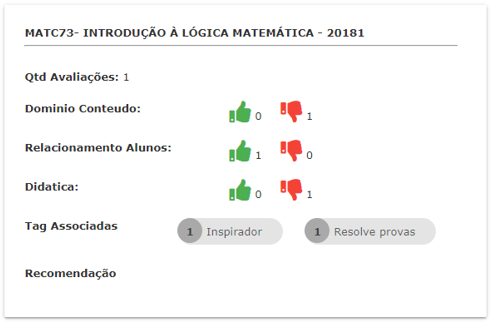 MATC73- INTRODUÇÃO À LÓGICA MATEMÁTICA - 20181
Qtd Avaliações: 1
Dominio Conteudo: 0 1
Relacionamento Alunos: 1 0
Didatica: 0 1
Tag Associadas 1 Inspirador 1 Resolve provas
Recomendação